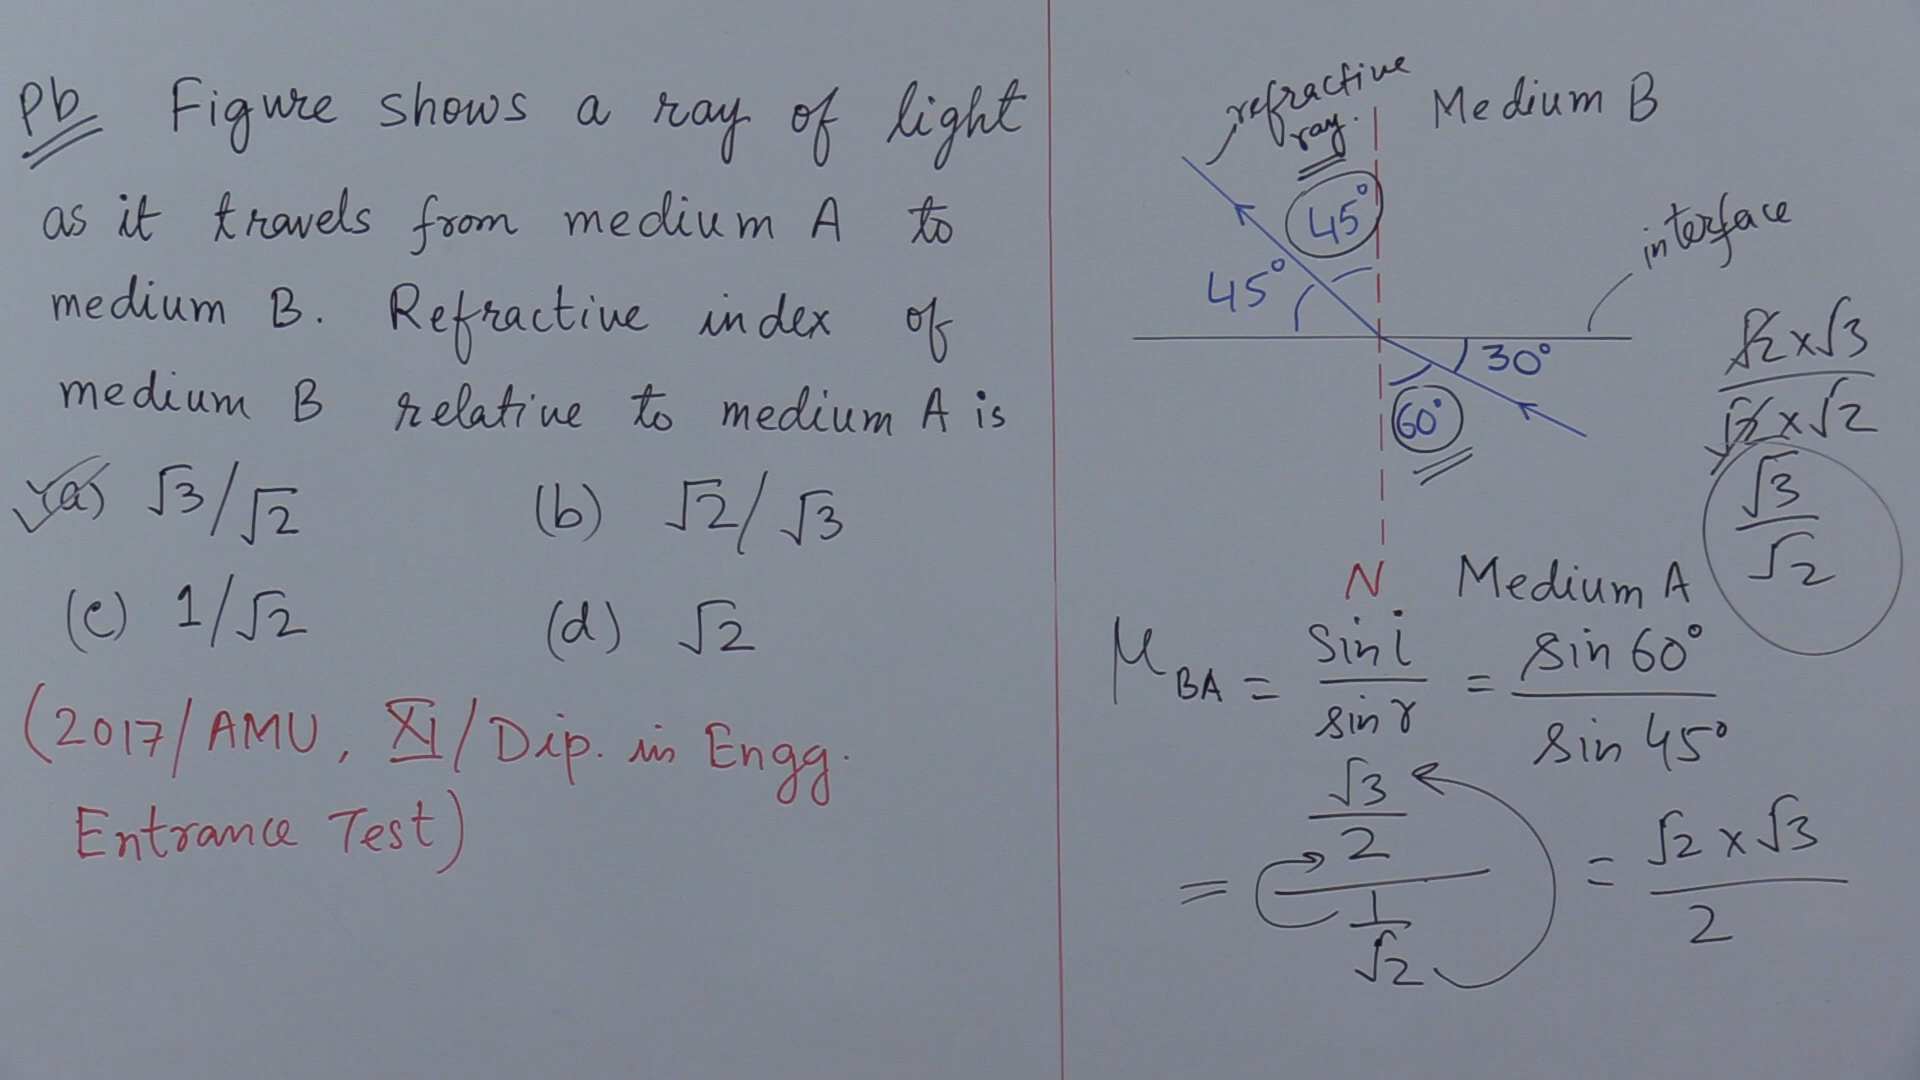 Pb Figure shows a ray of light
as it travels from medium A to
medium B. Refractive index of
medium B relative to medium A is
(a) √3/√2 (b) √2/√3
(c) 1/√2 (d) √2
(2017/AMU, XI/Dip. in Engg.
Entrance Test)
refractive
ray.
Medium B
45°
interface
45°
30°
60°
N
Medium A
μBA = sin i / sin r = sin 60° / sin 45°
= √3/2 / 1/√2 = √2 × √3 / 2
√2 × √3
√2 × √2
√3
√2